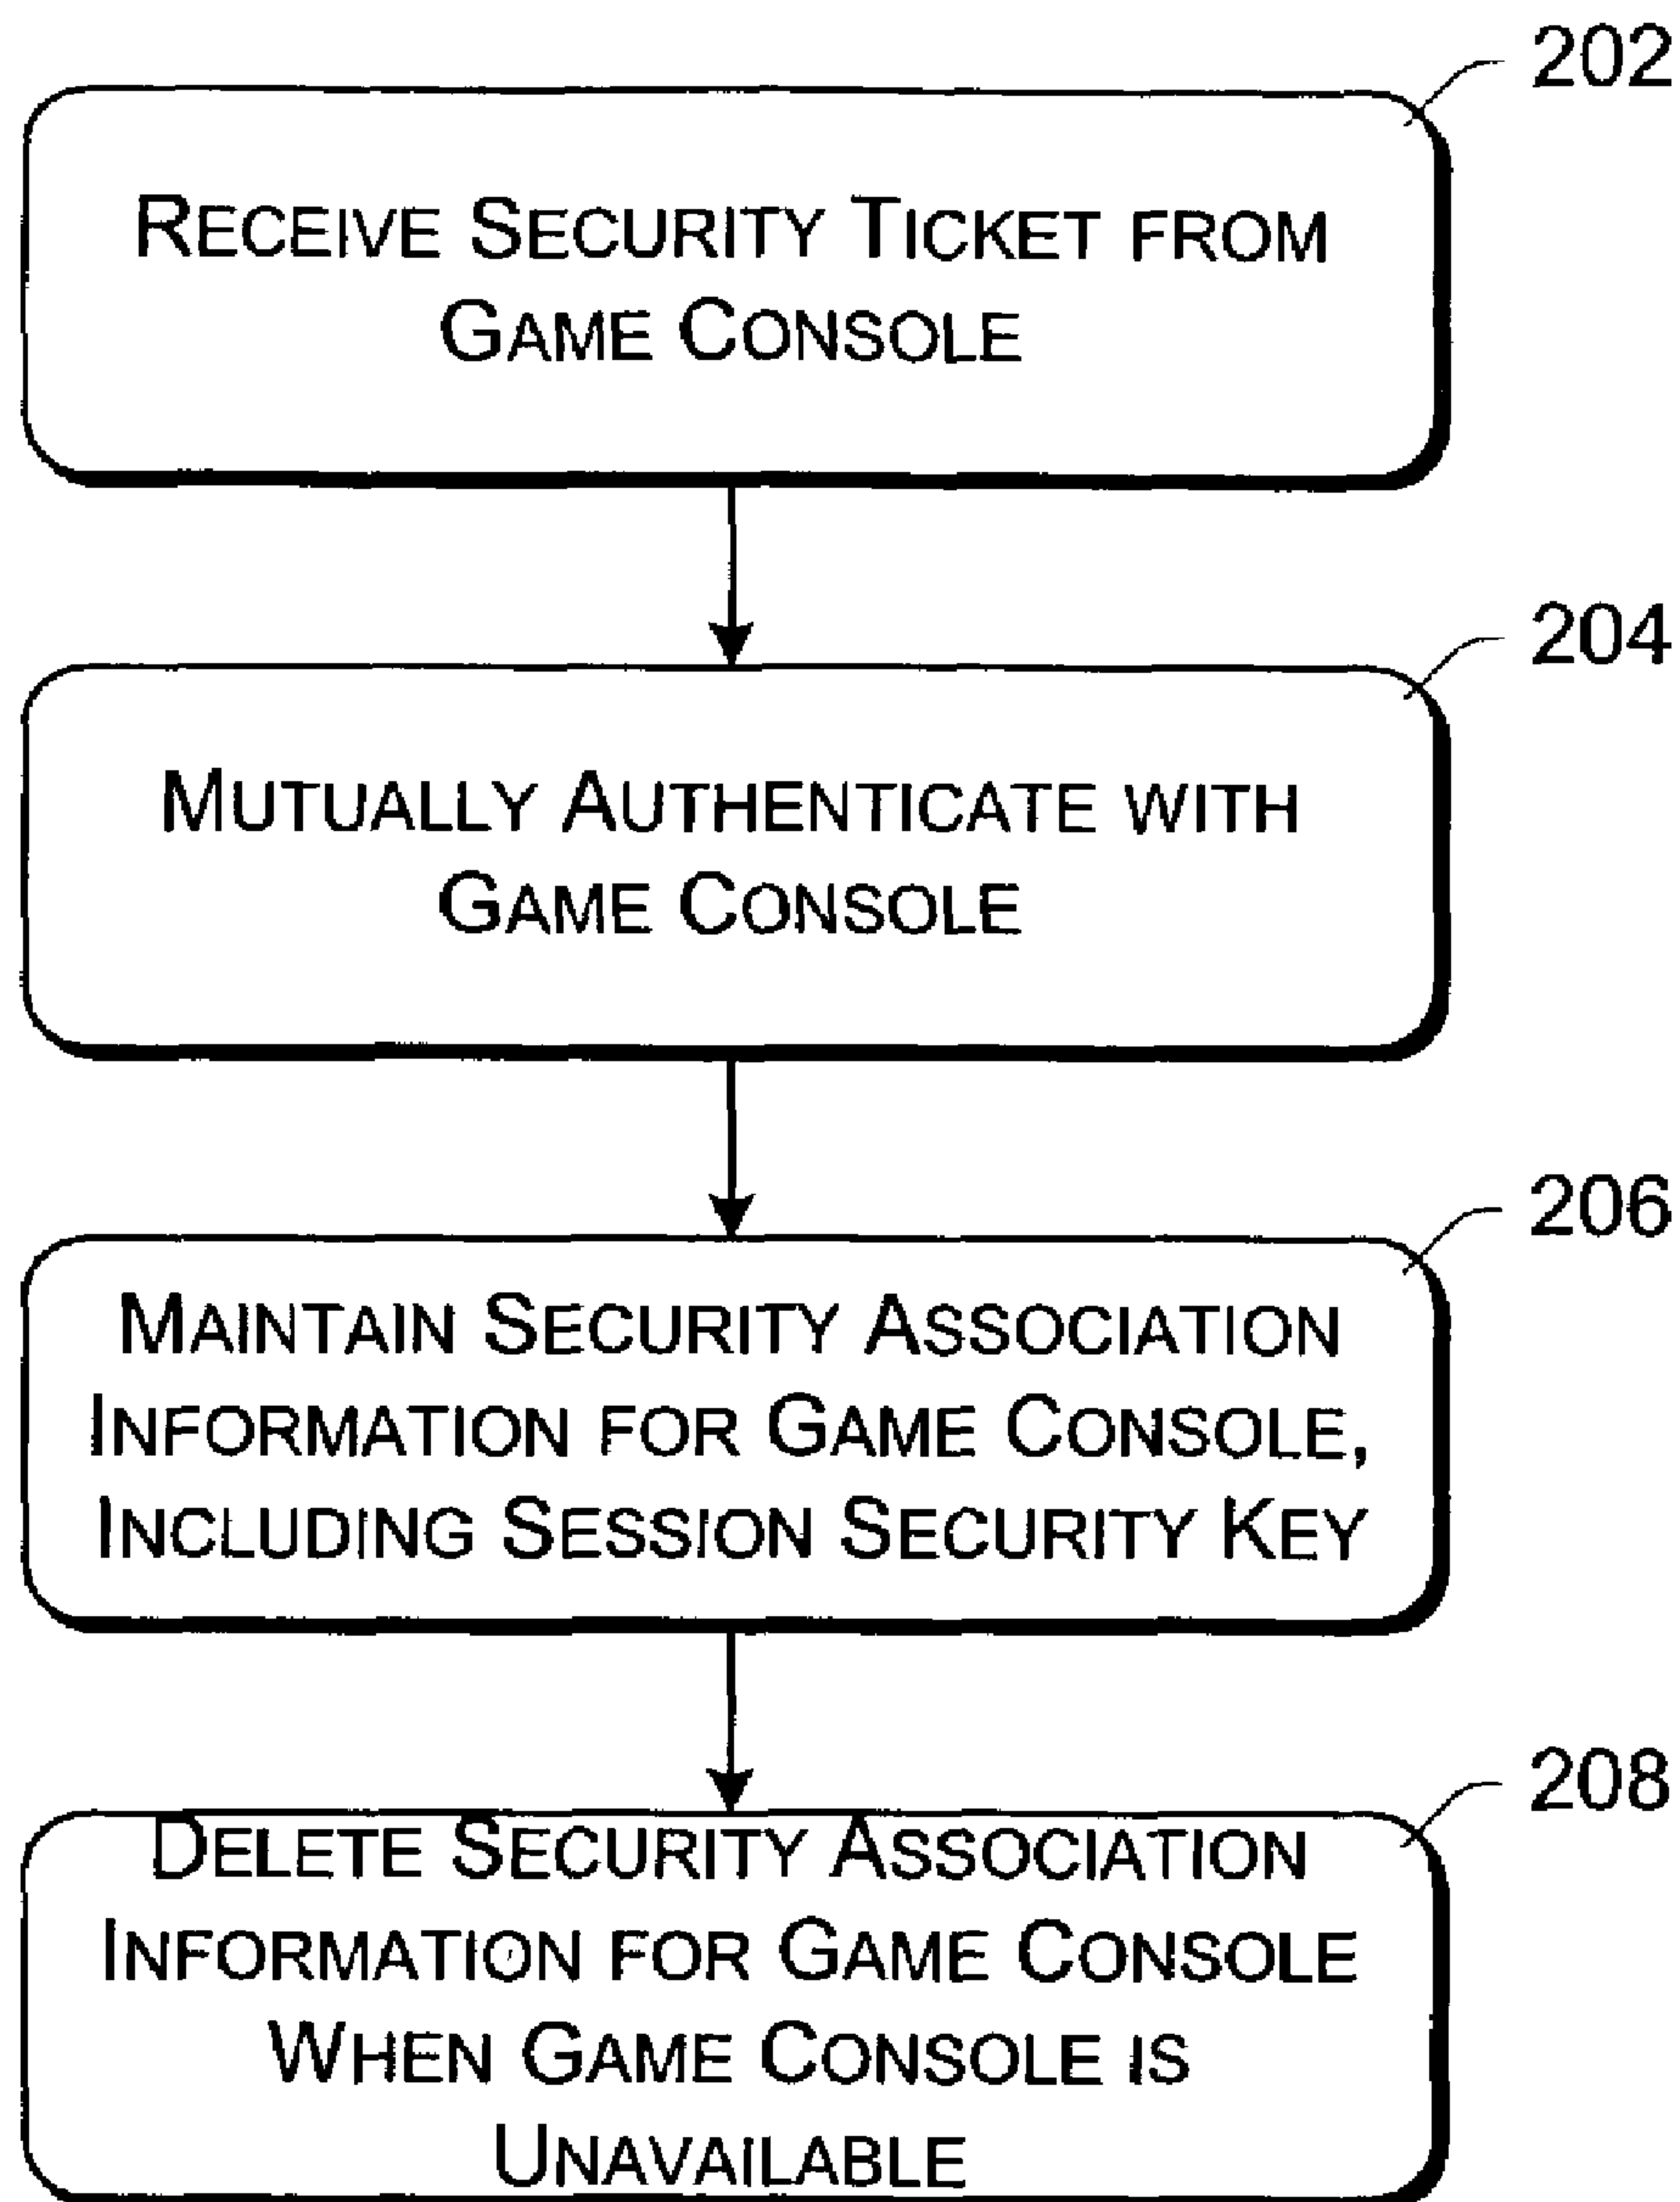 202
RECEIVE SECURITY TICKET FROM
GAME CONSOLE
204
MUTUALLY AUTHENTICATE WITH
GAME CONSOLE
206
MAINTAIN SECURITY ASSOCIATION
INFORMATION FOR GAME CONSOLE,
INCLUDING SESSION SECURITY KEY
208
DELETE SECURITY ASSOCIATION
INFORMATION FOR GAME CONSOLE
WHEN GAME CONSOLE IS
UNAVAILABLE